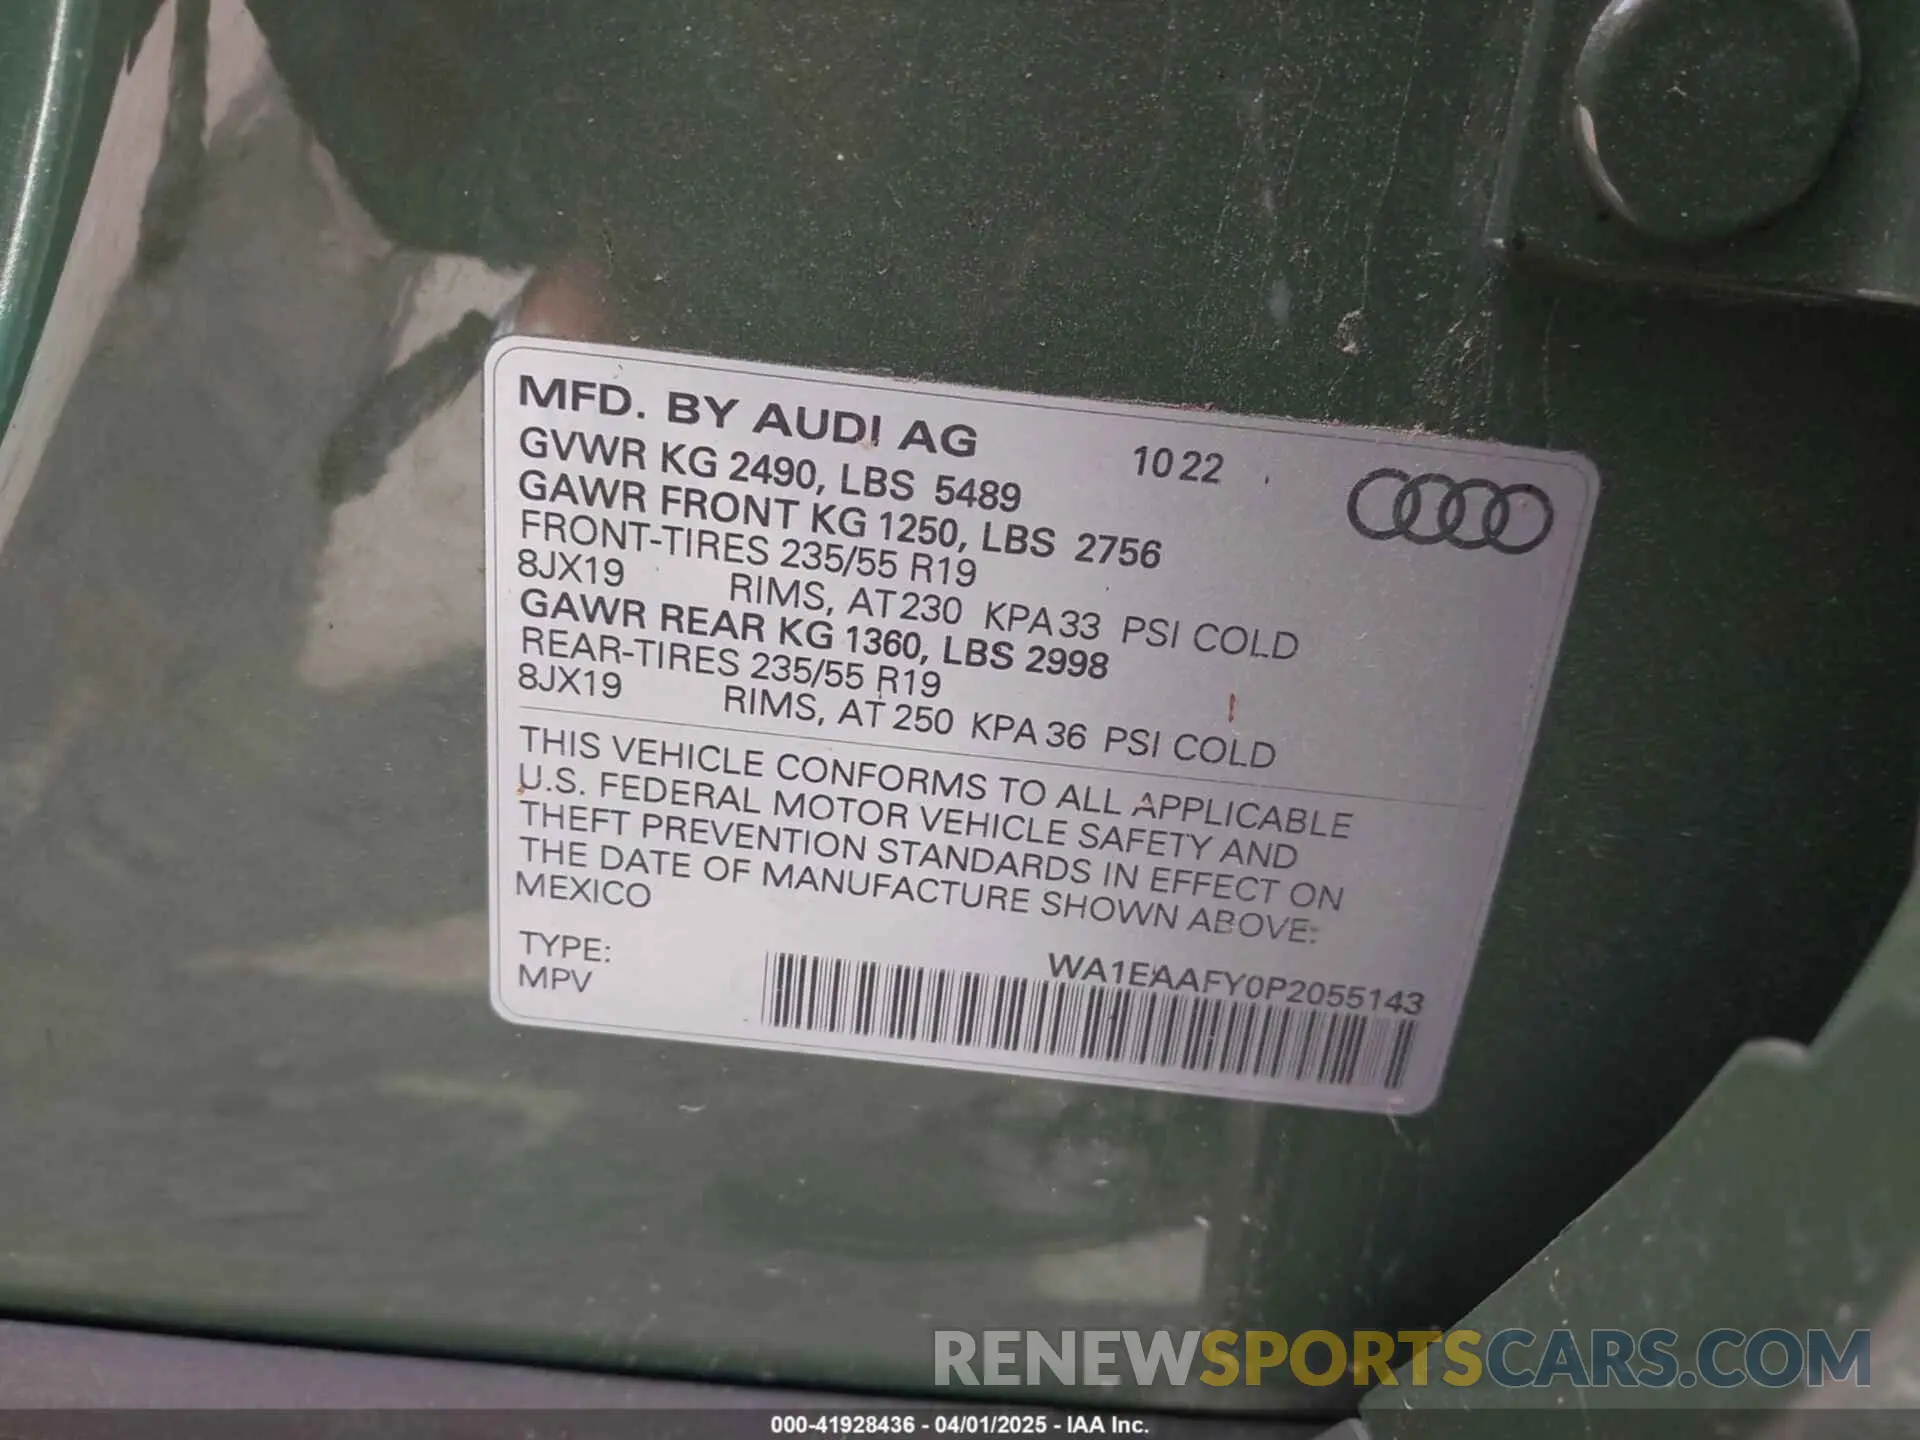 MFD. BY AUDI AG 10 22
GVWR KG 2490, LBS 5489
GAWR FRONT KG 1250, LBS 2756
FRONT-TIRES 235/55 R19
8JX19 RIMS, AT 230 KPA 33 PSI COLD
GAWR REAR KG 1360, LBS 2998
REAR-TIRES 235/55 R19
8JX19 RIMS, AT 250 KPA 36 PSI COLD
THIS VEHICLE CONFORMS TO ALL APPLICABLE
U.S. FEDERAL MOTOR VEHICLE SAFETY AND
THEFT PREVENTION STANDARDS IN EFFECT ON
THE DATE OF MANUFACTURE SHOWN ABOVE:
MEXICO
TYPE: WA1EAAFY0P2055143
MPV
RENEWSPORTSCARS.COM
000-41928436 - 04/01/2025 - IAA Inc.